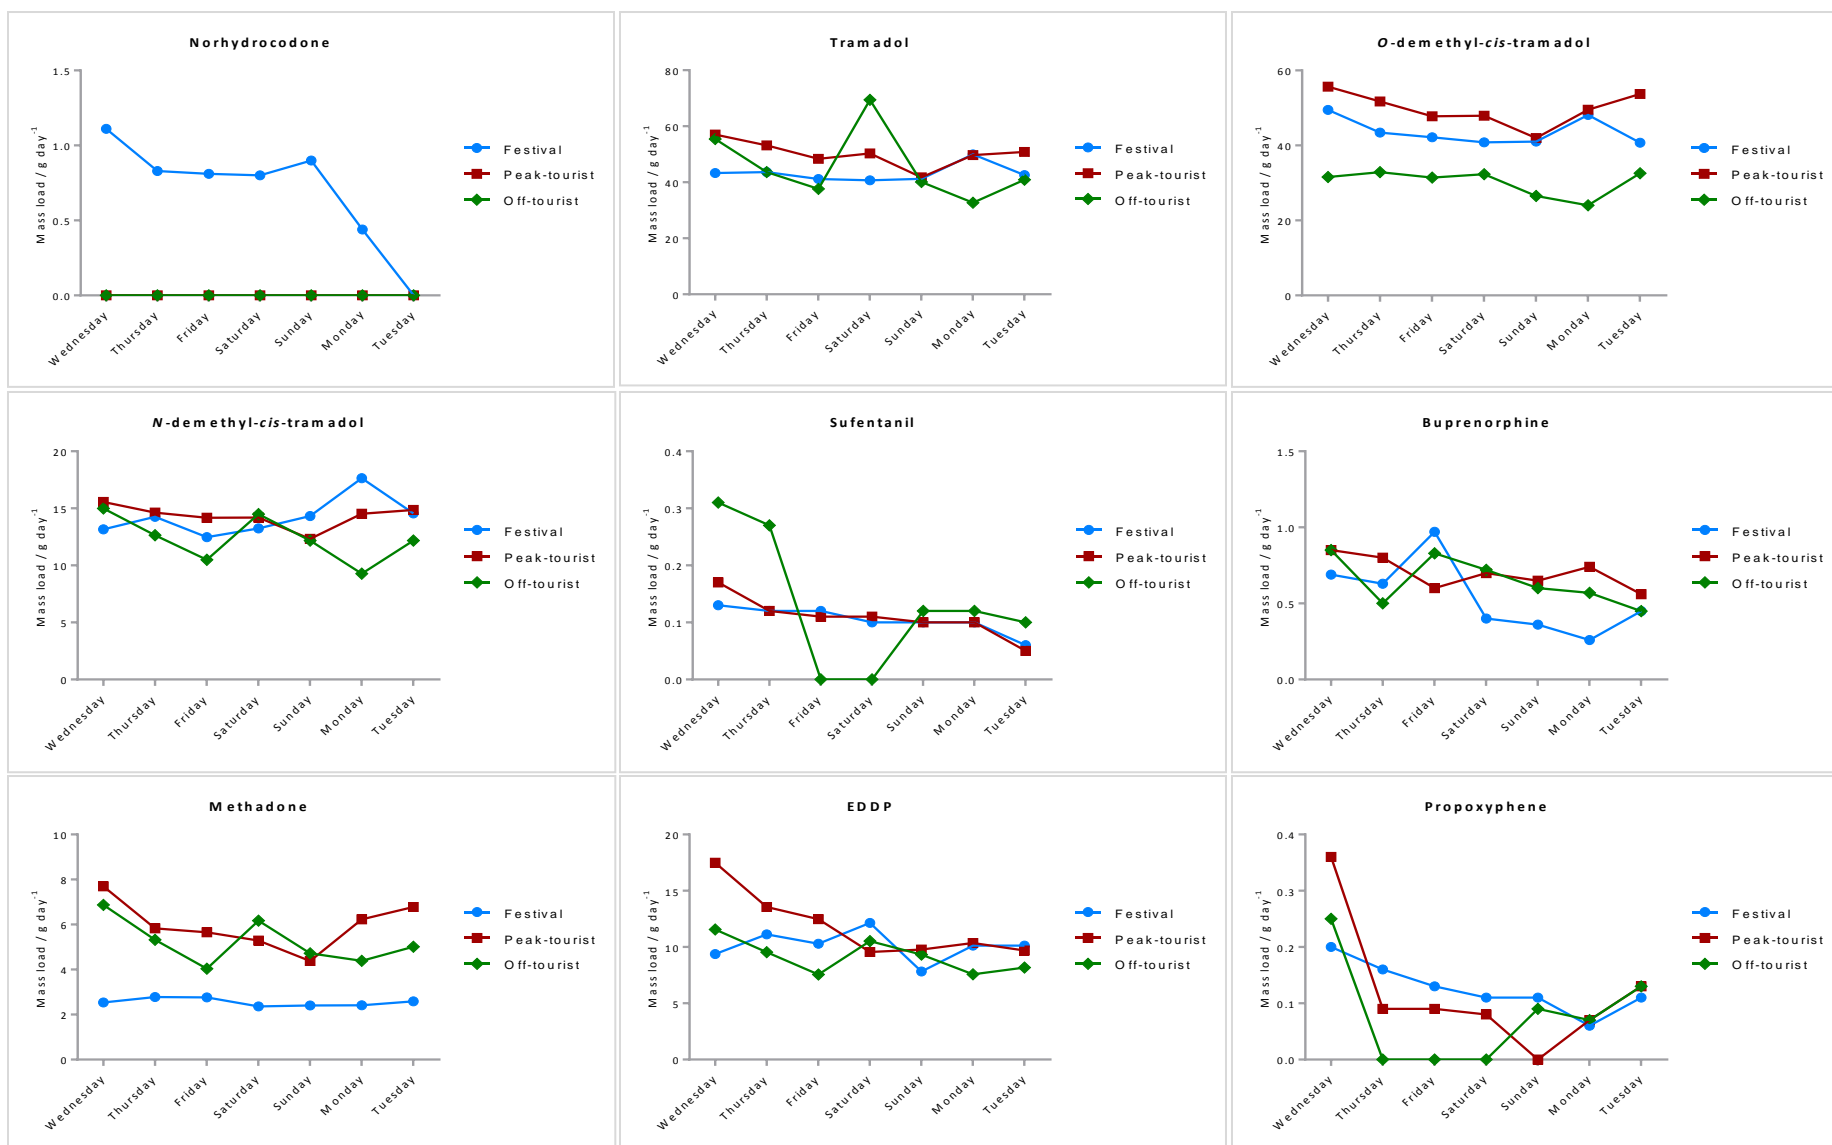 Norhydrocodone
1.5
1.0
0.5
0.0
Mass load / g day-1
Wednesday
Thursday
Friday
Saturday
Sunday
Monday
Tuesday
Festival
Peak-tourist
Off-tourist
Tramadol
80
60
40
20
0
Mass load / g day-1
Wednesday
Thursday
Friday
Saturday
Sunday
Monday
Tuesday
Festival
Peak-tourist
Off-tourist
O-demethyl-cis-tramadol
60
40
20
0
Mass load / g day-1
Wednesday
Thursday
Friday
Saturday
Sunday
Monday
Tuesday
Festival
Peak-tourist
Off-tourist
N-demethyl-cis-tramadol
20
15
10
5
0
Mass load / g day-1
Wednesday
Thursday
Friday
Saturday
Sunday
Monday
Tuesday
Festival
Peak-tourist
Off-tourist
Sufentanil
0.4
0.3
0.2
0.1
0.0
Mass load / g day-1
Wednesday
Thursday
Friday
Saturday
Sunday
Monday
Tuesday
Festival
Peak-tourist
Off-tourist
Buprenorphine
1.5
1.0
0.5
0.0
Mass load / g day-1
Wednesday
Thursday
Friday
Saturday
Sunday
Monday
Tuesday
Festival
Peak-tourist
Off-tourist
Methadone
10
8
6
4
2
0
Mass load / g day-1
Wednesday
Thursday
Friday
Saturday
Sunday
Monday
Tuesday
Festival
Peak-tourist
Off-tourist
EDDP
20
15
10
5
0
Mass load / g day-1
Wednesday
Thursday
Friday
Saturday
Sunday
Monday
Tuesday
Festival
Peak-tourist
Off-tourist
Propoxyphene
0.4
0.3
0.2
0.1
0.0
Mass load / g day-1
Wednesday
Thursday
Friday
Saturday
Sunday
Monday
Tuesday
Festival
Peak-tourist
Off-tourist